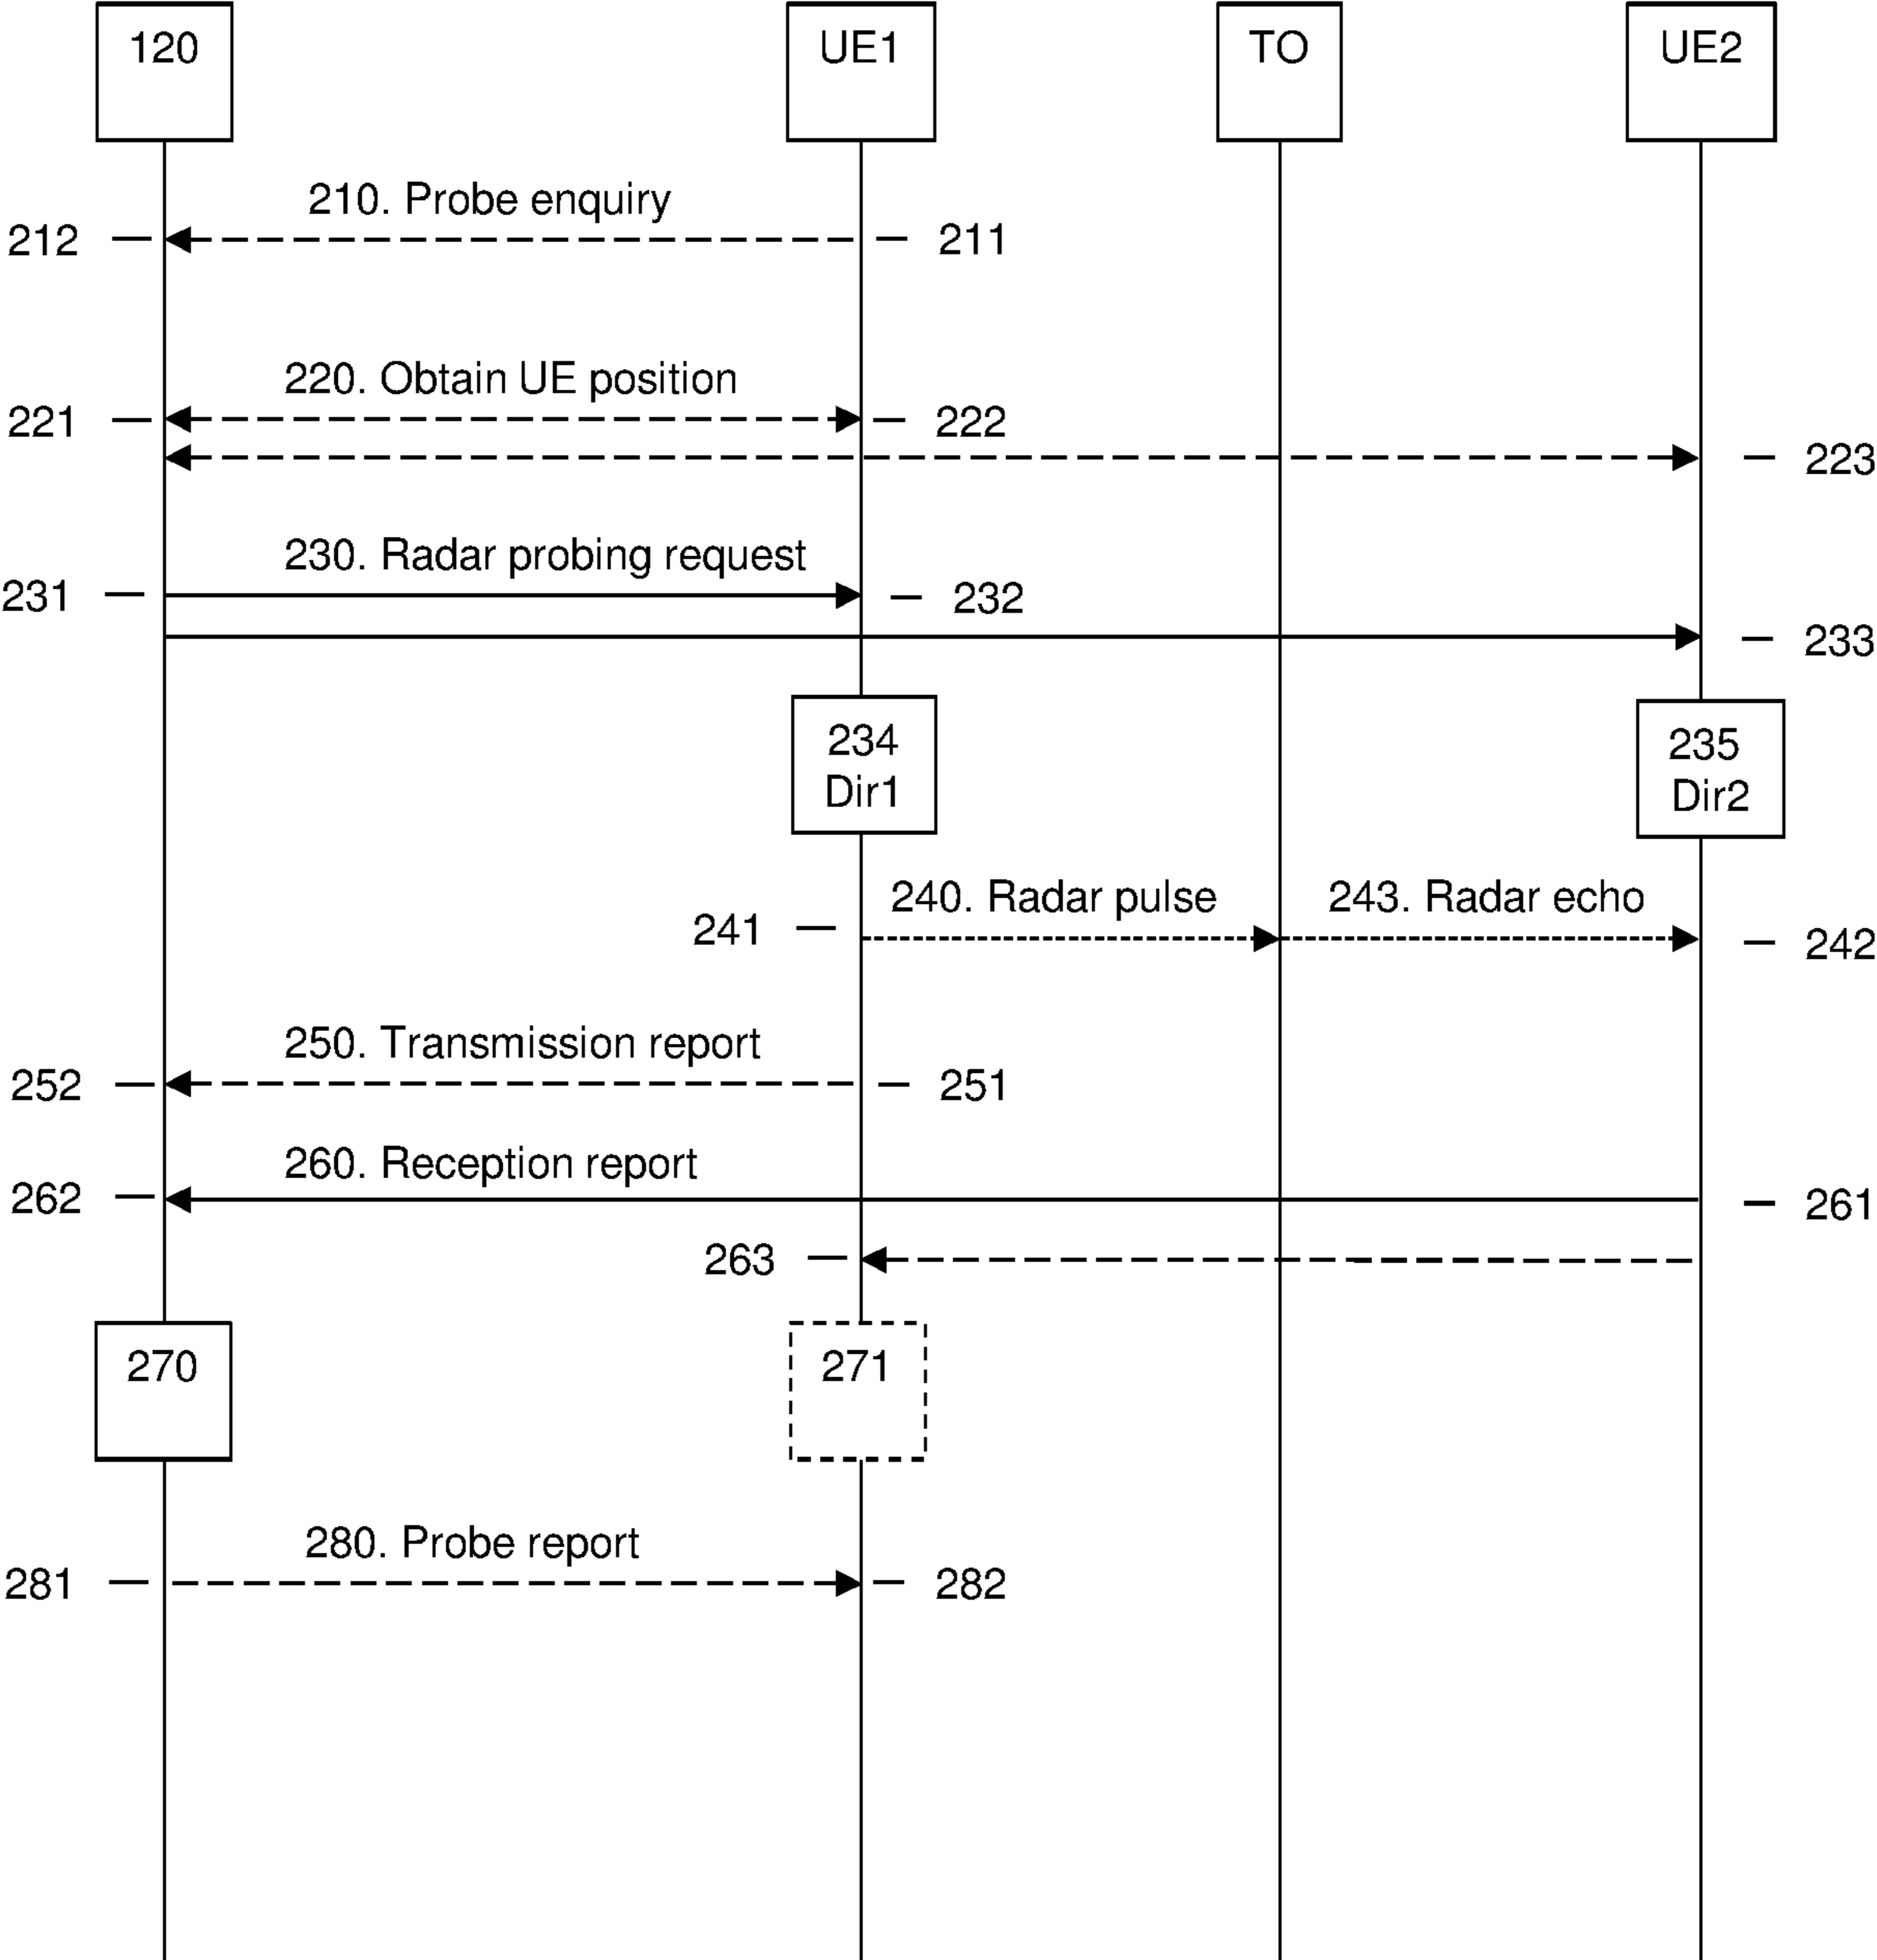 120
UE1
TO
UE2
210. Probe enquiry
212
211
220. Obtain UE position
221
222
223
230. Radar probing request
231
232
233
234
Dir1
235
Dir2
240. Radar pulse
243. Radar echo
241
242
250. Transmission report
252
251
260. Reception report
262
261
263
270
271
280. Probe report
281
282